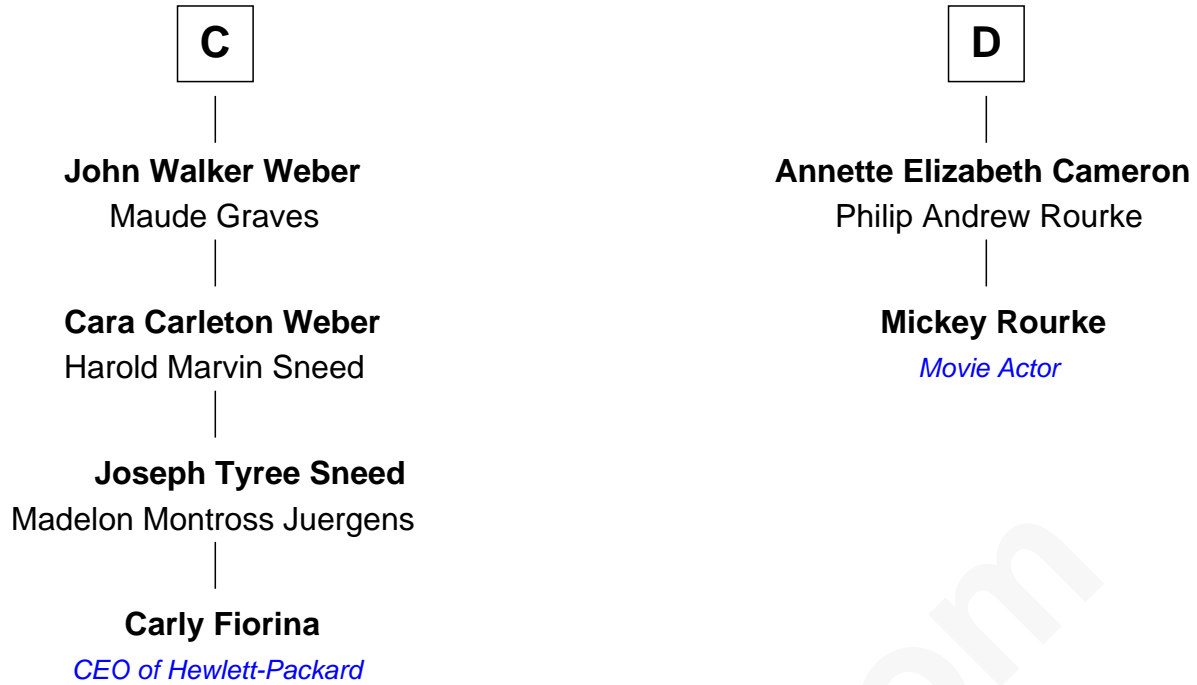 C
John Walker Weber
Maude Graves
Cara Carleton Weber
Harold Marvin Sneed
Joseph Tyree Sneed
Madelon Montross Juergens
Carly Fiorina
CEO of Hewlett-Packard
D
Annette Elizabeth Cameron
Philip Andrew Rourke
Mickey Rourke
Movie Actor
om